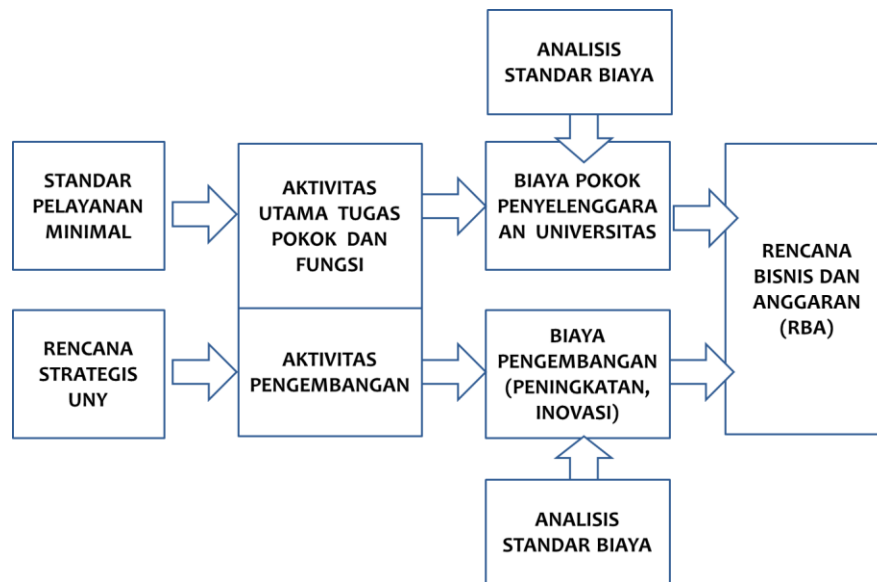 ANALISIS
STANDAR BIAYA
STANDAR
PELAYANAN
MINIMAL
AKTIVITAS
UTAMA TUGAS
POKOK DAN
FUNGSI
BIAYA POKOK
PENYELENGGARA
AN UNIVERSITAS
RENCANA
BISNIS DAN
ANGGARAN
(RBA)
RENCANA
STRATEGIS
UNY
AKTIVITAS
PENGEMBANGAN
BIAYA
PENGEMBANGAN
(PENINGKATAN,
INOVASI)
ANALISIS
STANDAR BIAYA